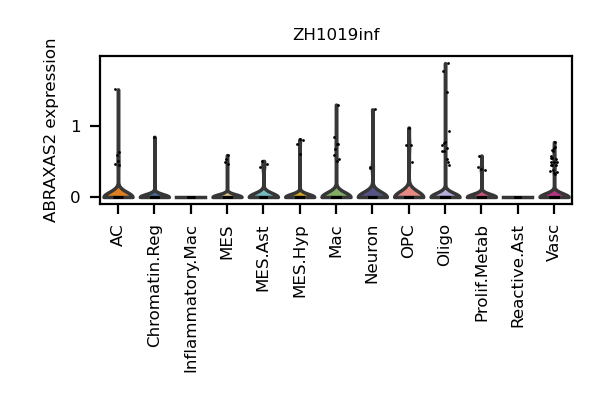 ZH1019inf
ABRAXAS2 expression
1
0
AC
Chromatin.Reg
Inflammatory.Mac
MES
MES.Ast
MES.Hyp
Mac
Neuron
OPC
Oligo
Prolif.Metab
Reactive.Ast
Vasc